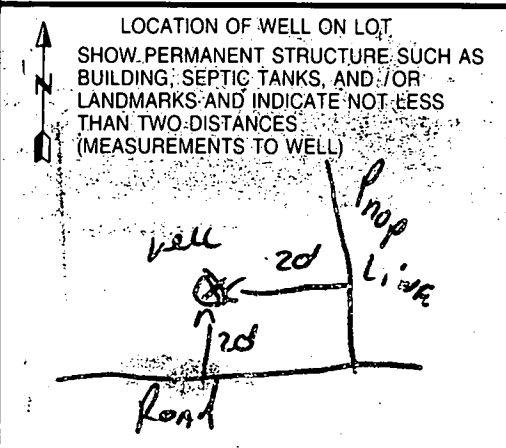 LOCATION OF WELL ON LOT
SHOW PERMANENT STRUCTURE SUCH AS
BUILDING, SEPTIC TANKS, AND /OR
LANDMARKS AND INDICATE NOT LESS
THAN TWO DISTANCES
(MEASUREMENTS TO WELL)
N
Prop
Line
Well
20'
20'
Road